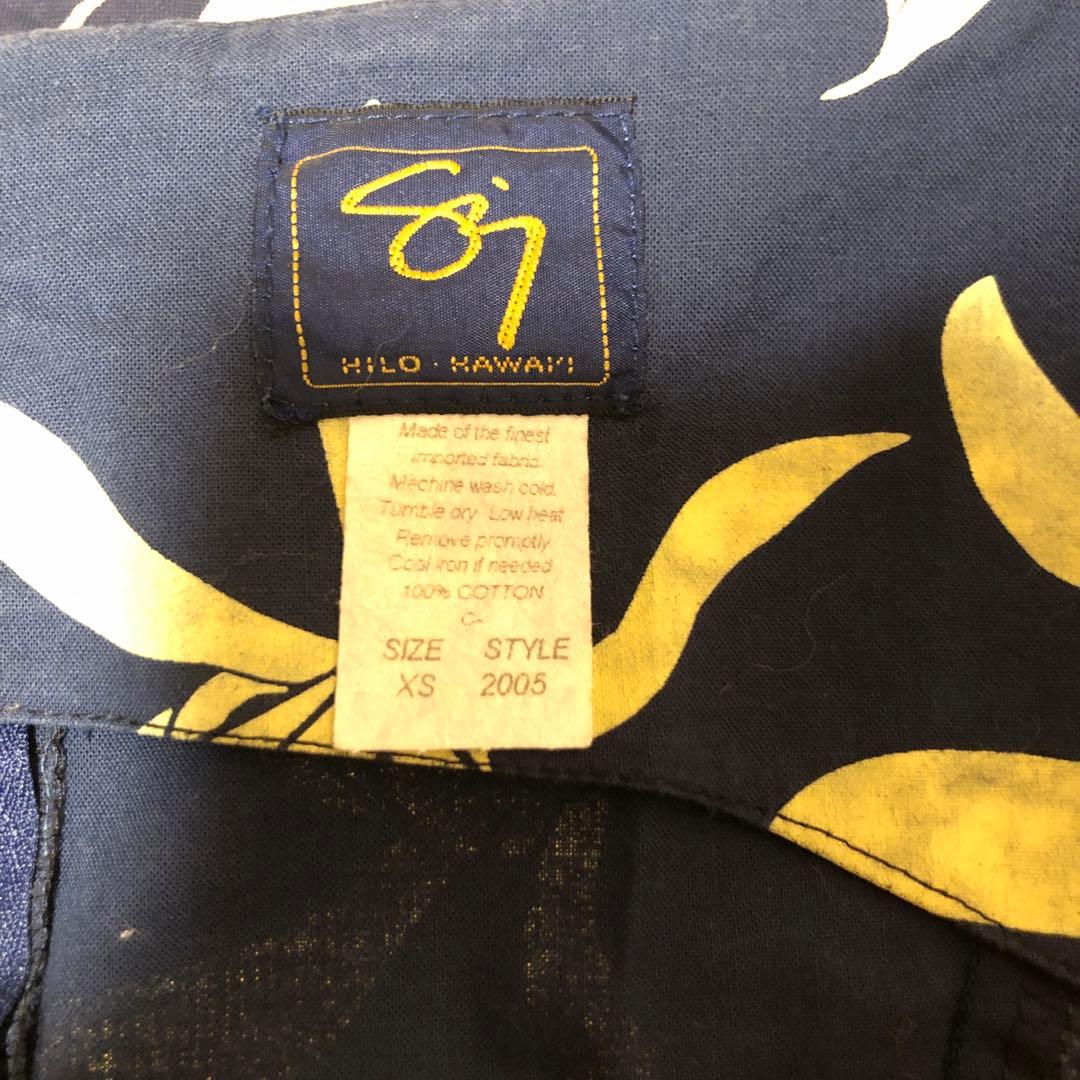 Sig
HILO · HAWAI'I
Made of the finest
imported fabric.
Machine wash cold.
Tumble dry Low heat
Remove promptly
Cool iron if needed
100% COTTON
C-
SIZE STYLE
XS 2005